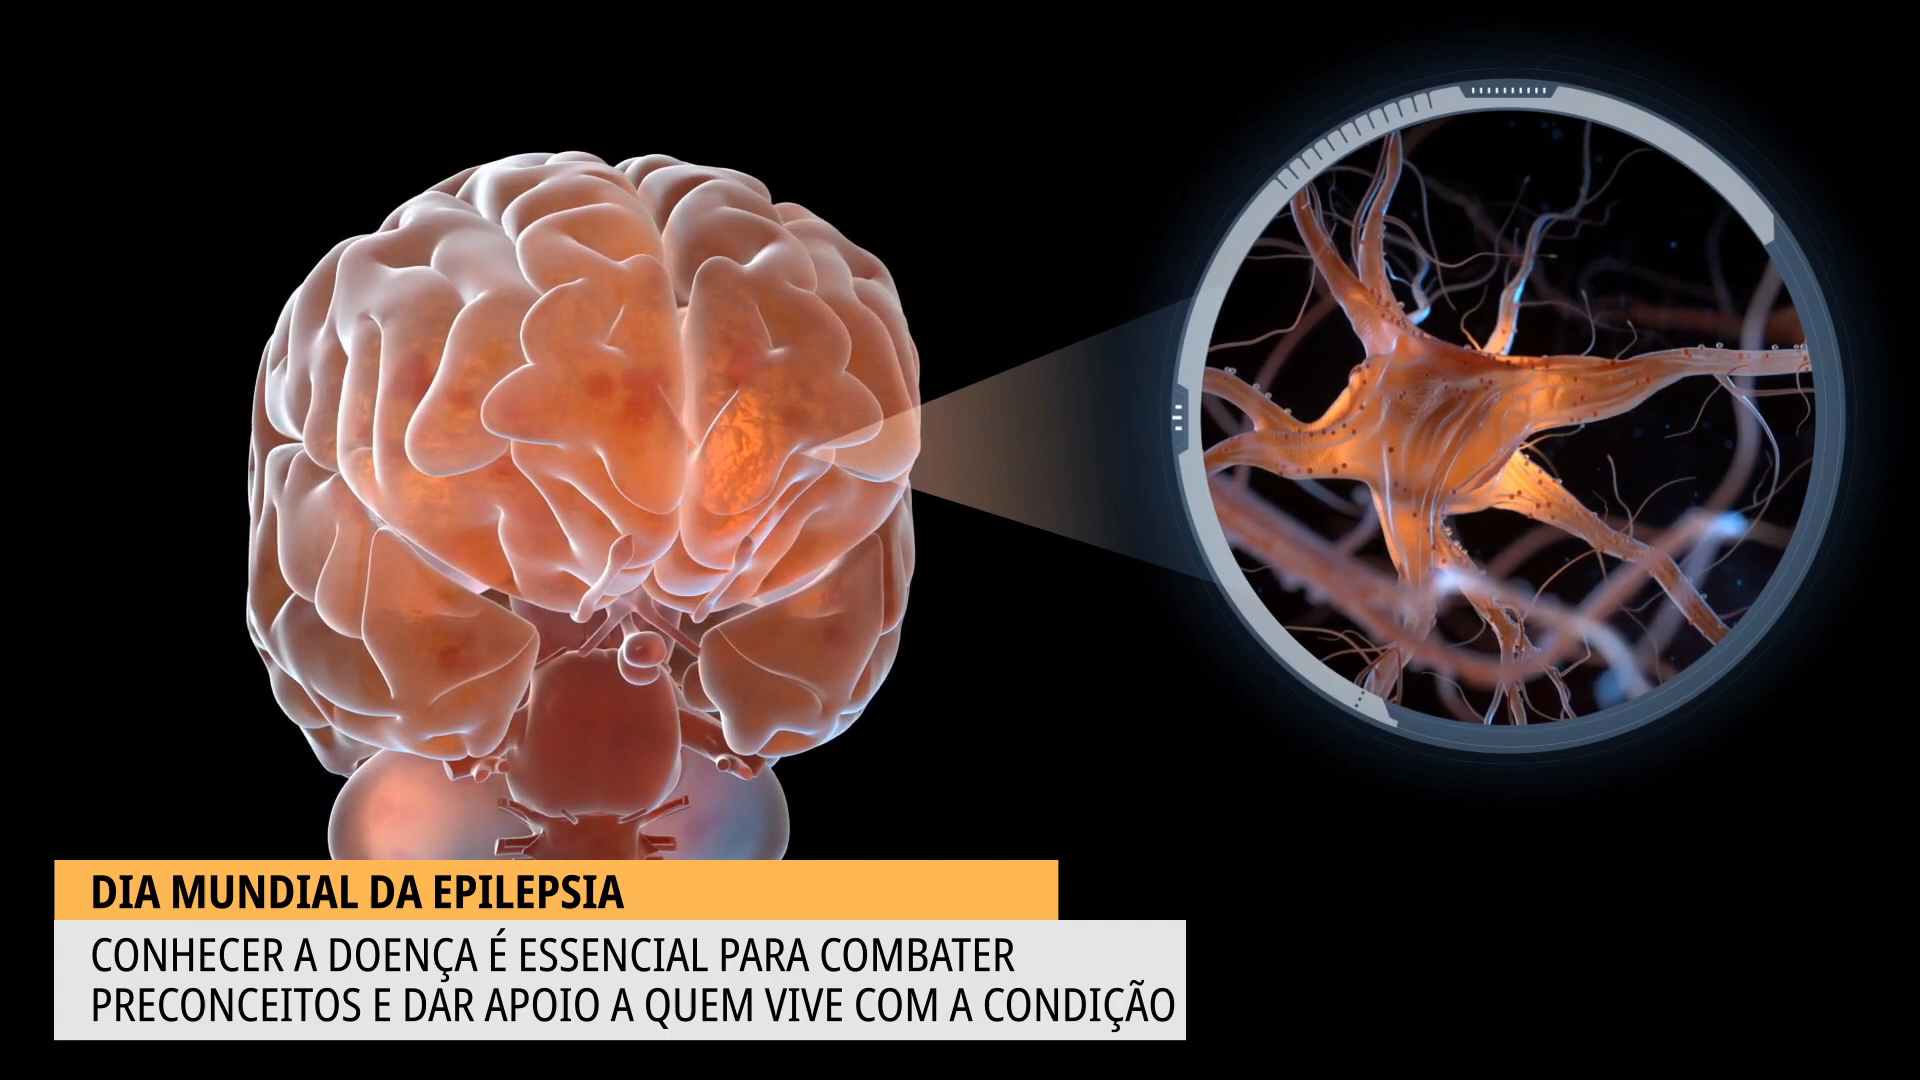 DIA MUNDIAL DA EPILEPSIA
CONHECER A DOENÇA É ESSENCIAL PARA COMBATER
PRECONCEITOS E DAR APOIO A QUEM VIVE COM A CONDIÇÃO